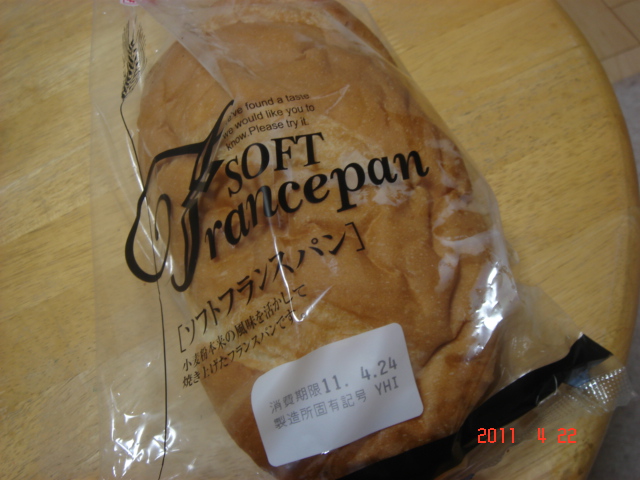 ve found a taste
we would like you to
know.Please try it.
SOFT
Francepan
[ソフトフランスパン]
小麦粉本来の風味を活かして
焼き上げたフランスパンです。
消費期限11. 4.24
製造所固有記号 YHI
2011 4 22